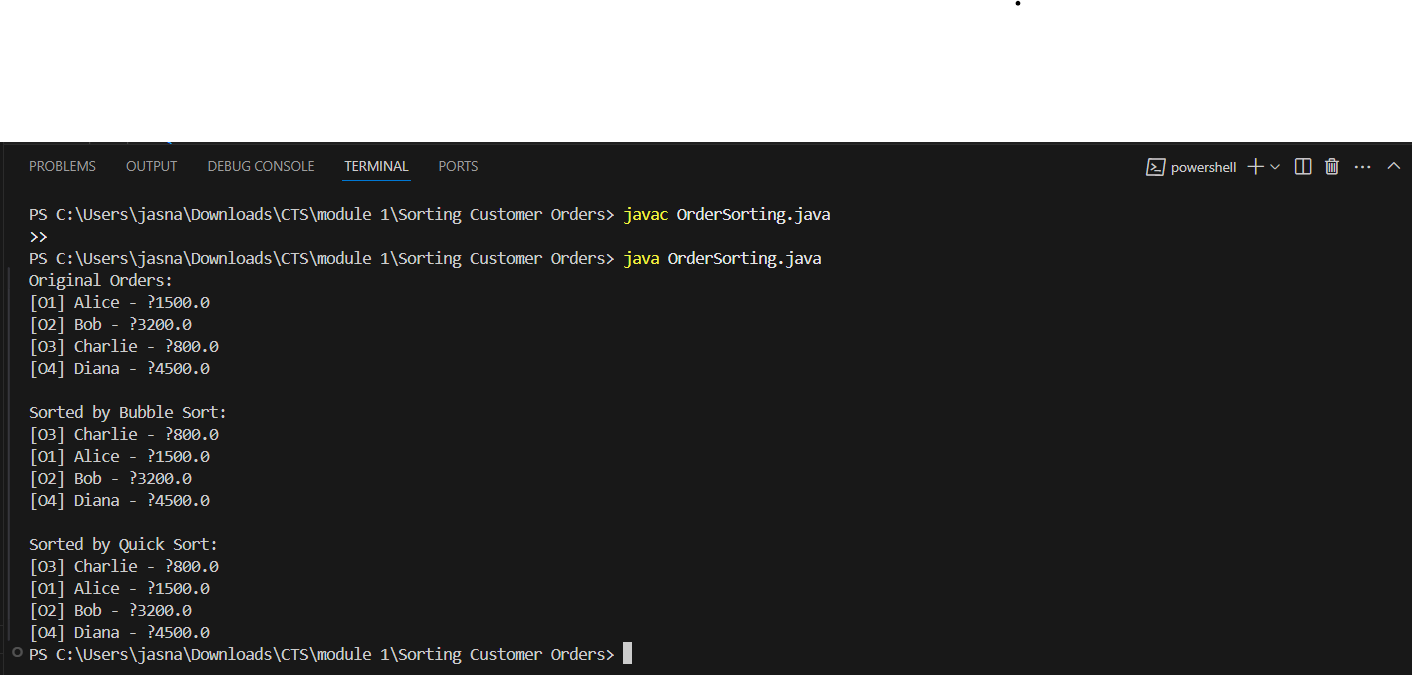 PROBLEMS OUTPUT DEBUG CONSOLE TERMINAL PORTS powershell
PS C:\Users\jasna\Downloads\CTS\module 1\Sorting Customer Orders> javac OrderSorting.java
>>
PS C:\Users\jasna\Downloads\CTS\module 1\Sorting Customer Orders> java OrderSorting.java
Original Orders:
[O1] Alice - ?1500.0
[O2] Bob - ?3200.0
[O3] Charlie - ?800.0
[O4] Diana - ?4500.0
Sorted by Bubble Sort:
[O3] Charlie - ?800.0
[O1] Alice - ?1500.0
[O2] Bob - ?3200.0
[O4] Diana - ?4500.0
Sorted by Quick Sort:
[O3] Charlie - ?800.0
[O1] Alice - ?1500.0
[O2] Bob - ?3200.0
[O4] Diana - ?4500.0
PS C:\Users\jasna\Downloads\CTS\module 1\Sorting Customer Orders>